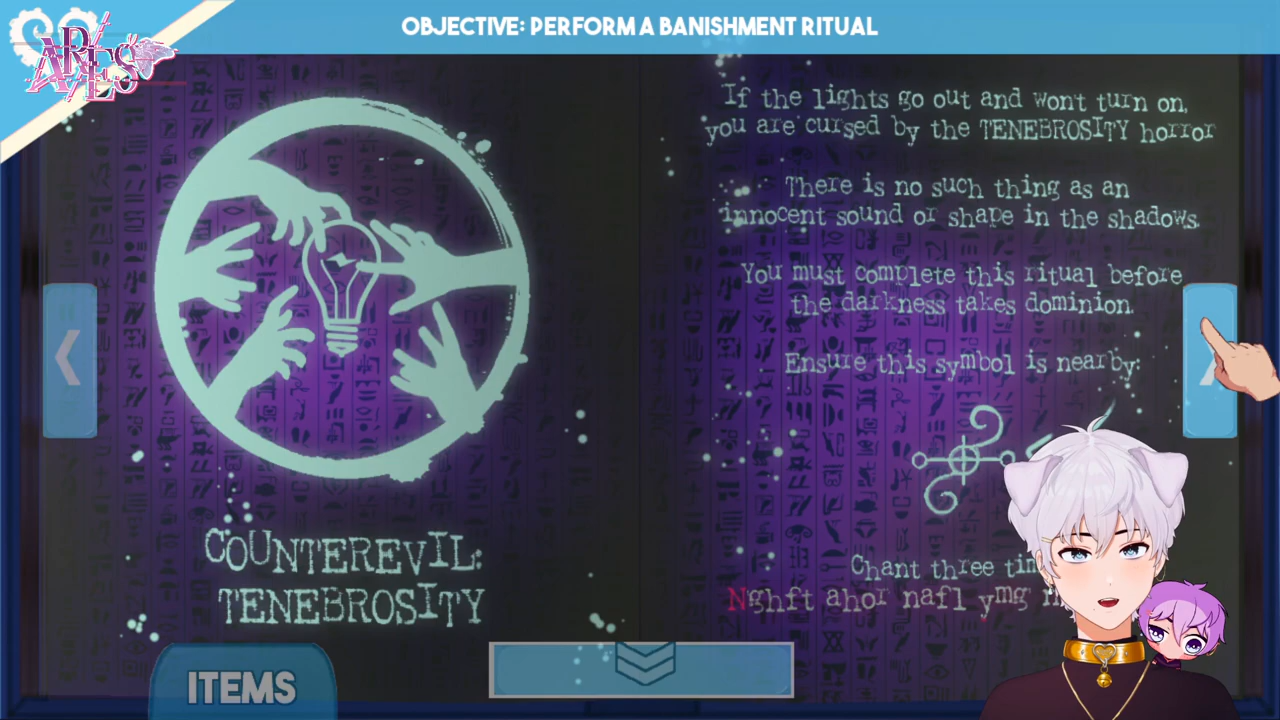 OBJECTIVE: PERFORM A BANISHMENT RITUAL
ARES
If the lights go out and wont turn on,
you are cursed by the TENEBROSITY horror
There is no such thing as an
innocent sound or shape in the shadows.
You must complete this ritual before
the darkness takes dominion.
Ensure this symbol is nearby:
COUNTEREVIL:
TENEBROSITY
Chant three
Nghft ahor nafl ymg
ITEMS